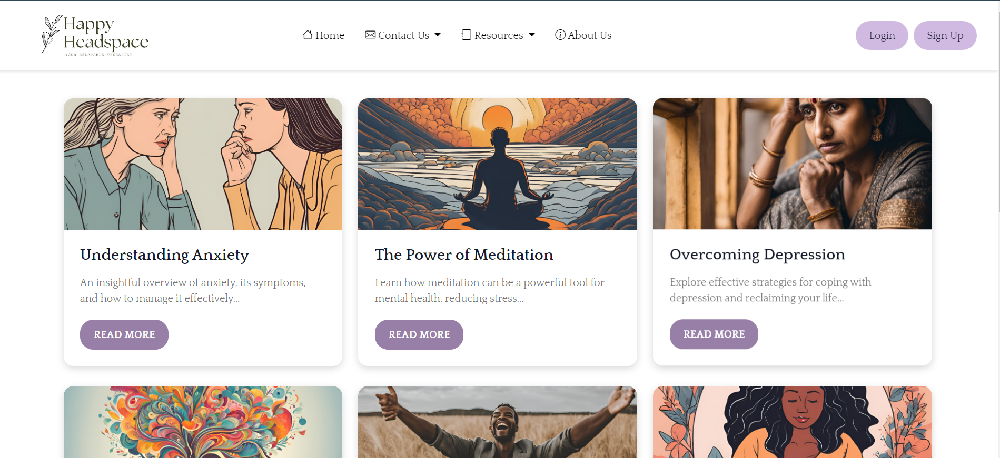 Happy
Headspace
YOUR RELATABLE THERAPIST
Home
Contact Us
Resources
About Us
Login
Sign Up
Understanding Anxiety
An insightful overview of anxiety, its symptoms,
and how to manage it effectively...
READ MORE
The Power of Meditation
Learn how meditation can be a powerful tool for
mental health, reducing stress...
READ MORE
Overcoming Depression
Explore effective strategies for coping with
depression and reclaiming your life...
READ MORE